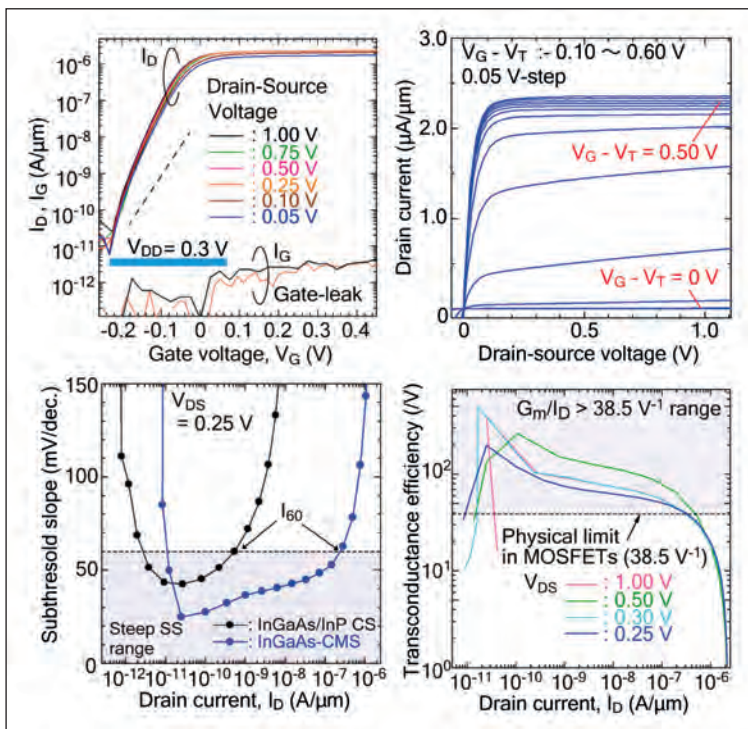 10⁻⁶
10⁻⁷
10⁻⁸
10⁻⁹
10⁻¹⁰
10⁻¹¹
10⁻¹²
I_D, I_G (A/μm)
I_D
Drain-Source
Voltage
: 1.00 V
: 0.75 V
: 0.50 V
: 0.25 V
: 0.10 V
: 0.05 V
V_DD = 0.3 V
I_G
Gate-leak
-0.2 -0.1 0 0.1 0.2 0.3 0.4
Gate voltage, V_G (V)
3.0
2.0
1.0
0
Drain current (μA/μm)
V_G - V_T :- 0.10 ~ 0.60 V
0.05 V-step
V_G - V_T = 0.50 V
V_G - V_T = 0 V
0 0.5 1.0
Drain-source voltage (V)
150
100
50
0
Subthresold slope (mV/dec.)
V_DS
= 0.25 V
I_60
Steep SS
range
: InGaAs/InP CS
: InGaAs-CMS
10⁻¹² 10⁻¹¹ 10⁻¹⁰ 10⁻⁹ 10⁻⁸ 10⁻⁷ 10⁻⁶
Drain current, I_D (A/μm)
10²
10¹
10⁰
Transconductance efficiency (/V)
G_m/I_D > 38.5 V⁻¹ range
Physical limit
in MOSFETs (38.5 V⁻¹)
V_DS
: 1.00 V
: 0.50 V
: 0.30 V
: 0.25 V
10⁻¹¹ 10⁻¹⁰ 10⁻⁹ 10⁻⁸ 10⁻⁷ 10⁻⁶
Drain current, I_D (A/μm)